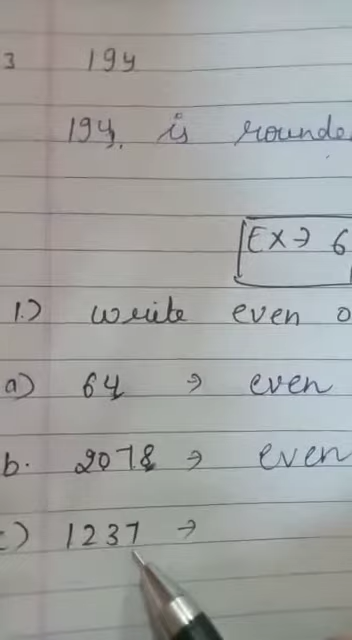 3 194
194, is rounde
Ex → 6
1.) write even o
a) 64 → even
b. 2078 → even
c) 1237 →